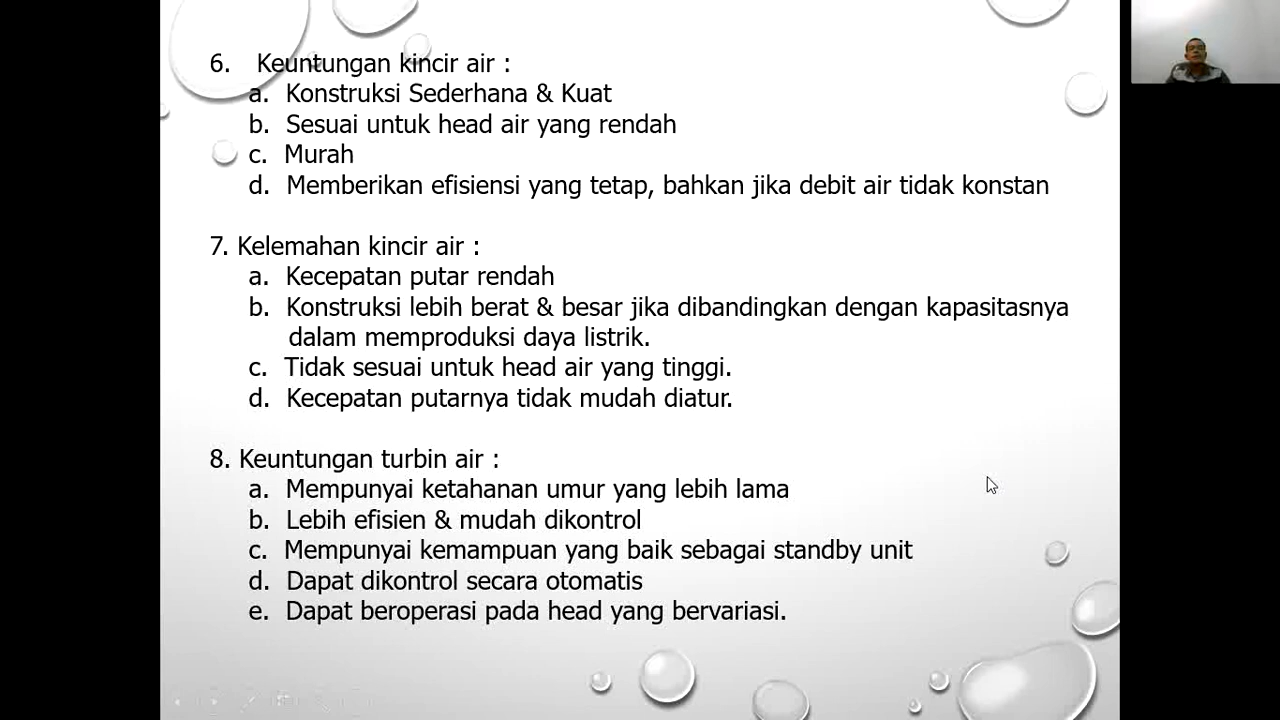 6. Keuntungan kincir air :
a. Konstruksi Sederhana & Kuat
b. Sesuai untuk head air yang rendah
c. Murah
d. Memberikan efisiensi yang tetap, bahkan jika debit air tidak konstan
7. Kelemahan kincir air :
a. Kecepatan putar rendah
b. Konstruksi lebih berat & besar jika dibandingkan dengan kapasitasnya
dalam memproduksi daya listrik.
c. Tidak sesuai untuk head air yang tinggi.
d. Kecepatan putarnya tidak mudah diatur.
8. Keuntungan turbin air :
a. Mempunyai ketahanan umur yang lebih lama
b. Lebih efisien & mudah dikontrol
c. Mempunyai kemampuan yang baik sebagai standby unit
d. Dapat dikontrol secara otomatis
e. Dapat beroperasi pada head yang bervariasi.